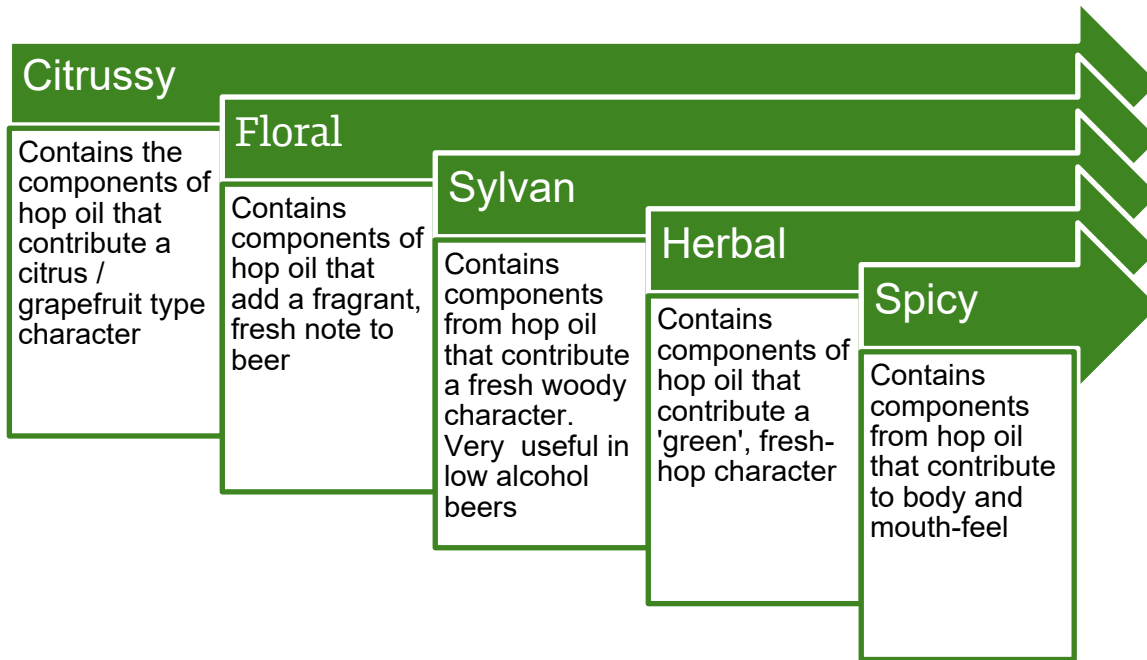 Citrussy
Contains the
components of
hop oil that
contribute a
citrus /
grapefruit type
character
Floral
Contains
components of
hop oil that
add a fragrant,
fresh note to
beer
Sylvan
Contains
components
from hop oil
that contribute
a fresh woody
character.
Very  useful in
low alcohol
beers
Herbal
Contains
components of
hop oil that
contribute a
'green', fresh-
hop character
Spicy
Contains
components
from hop oil
that contribute
to body and
mouth-feel